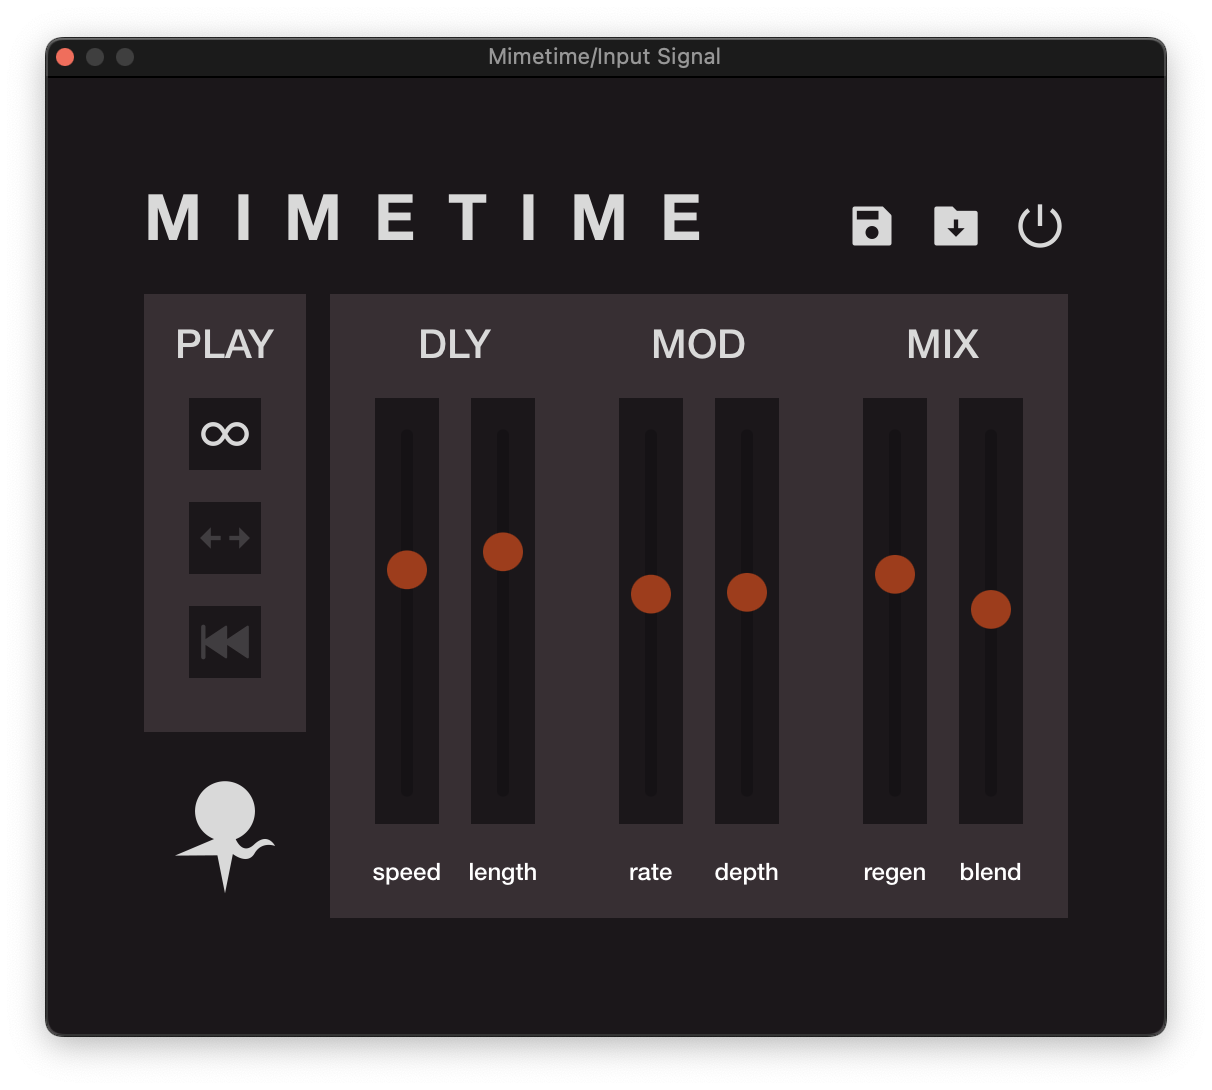 Mimetime/Input Signal
MIMETIME
PLAY
DLY
MOD
MIX
speed
length
rate
depth
regen
blend